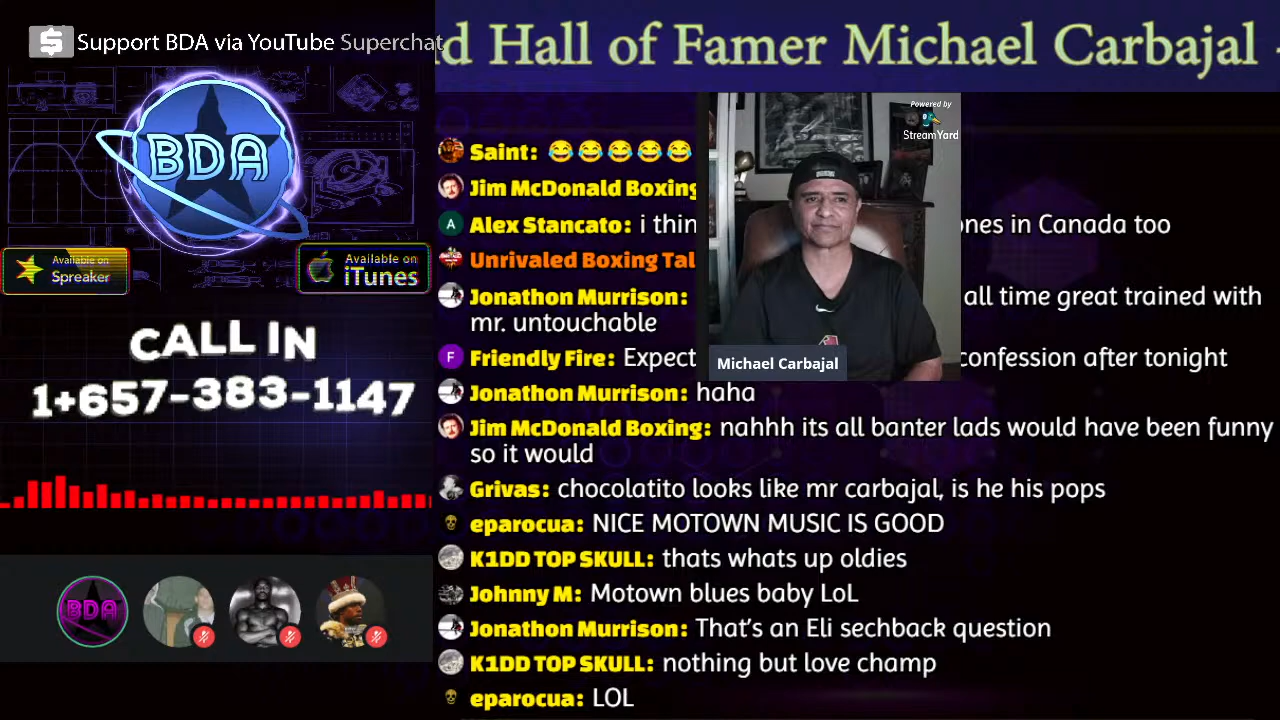 Support BDA via YouTube Superchat
d Hall of Famer Michael Carbajal
BDA
Available on
Spreaker
Available on
iTunes
CALL IN
1+657-383-1147
BDA
Powered by
StreamYard
Michael Carbajal
Saint: 😂😂😂😂😂
Jim McDonald Boxing
Alex Stancato: i thin ones in Canada too
Unrivaled Boxing Tal
Jonathon Murrison: all time great trained with
mr. untouchable
Friendly Fire: Expect confession after tonight
Jonathon Murrison: haha
Jim McDonald Boxing: nahhh its all banter lads would have been funny
so it would
Grivas: chocolatito looks like mr carbajal, is he his pops
eparocua: NICE MOTOWN MUSIC IS GOOD
K1DD TOP SKULL: thats whats up oldies
Johnny M: Motown blues baby LoL
Jonathon Murrison: That's an Eli sechback question
K1DD TOP SKULL: nothing but love champ
eparocua: LOL